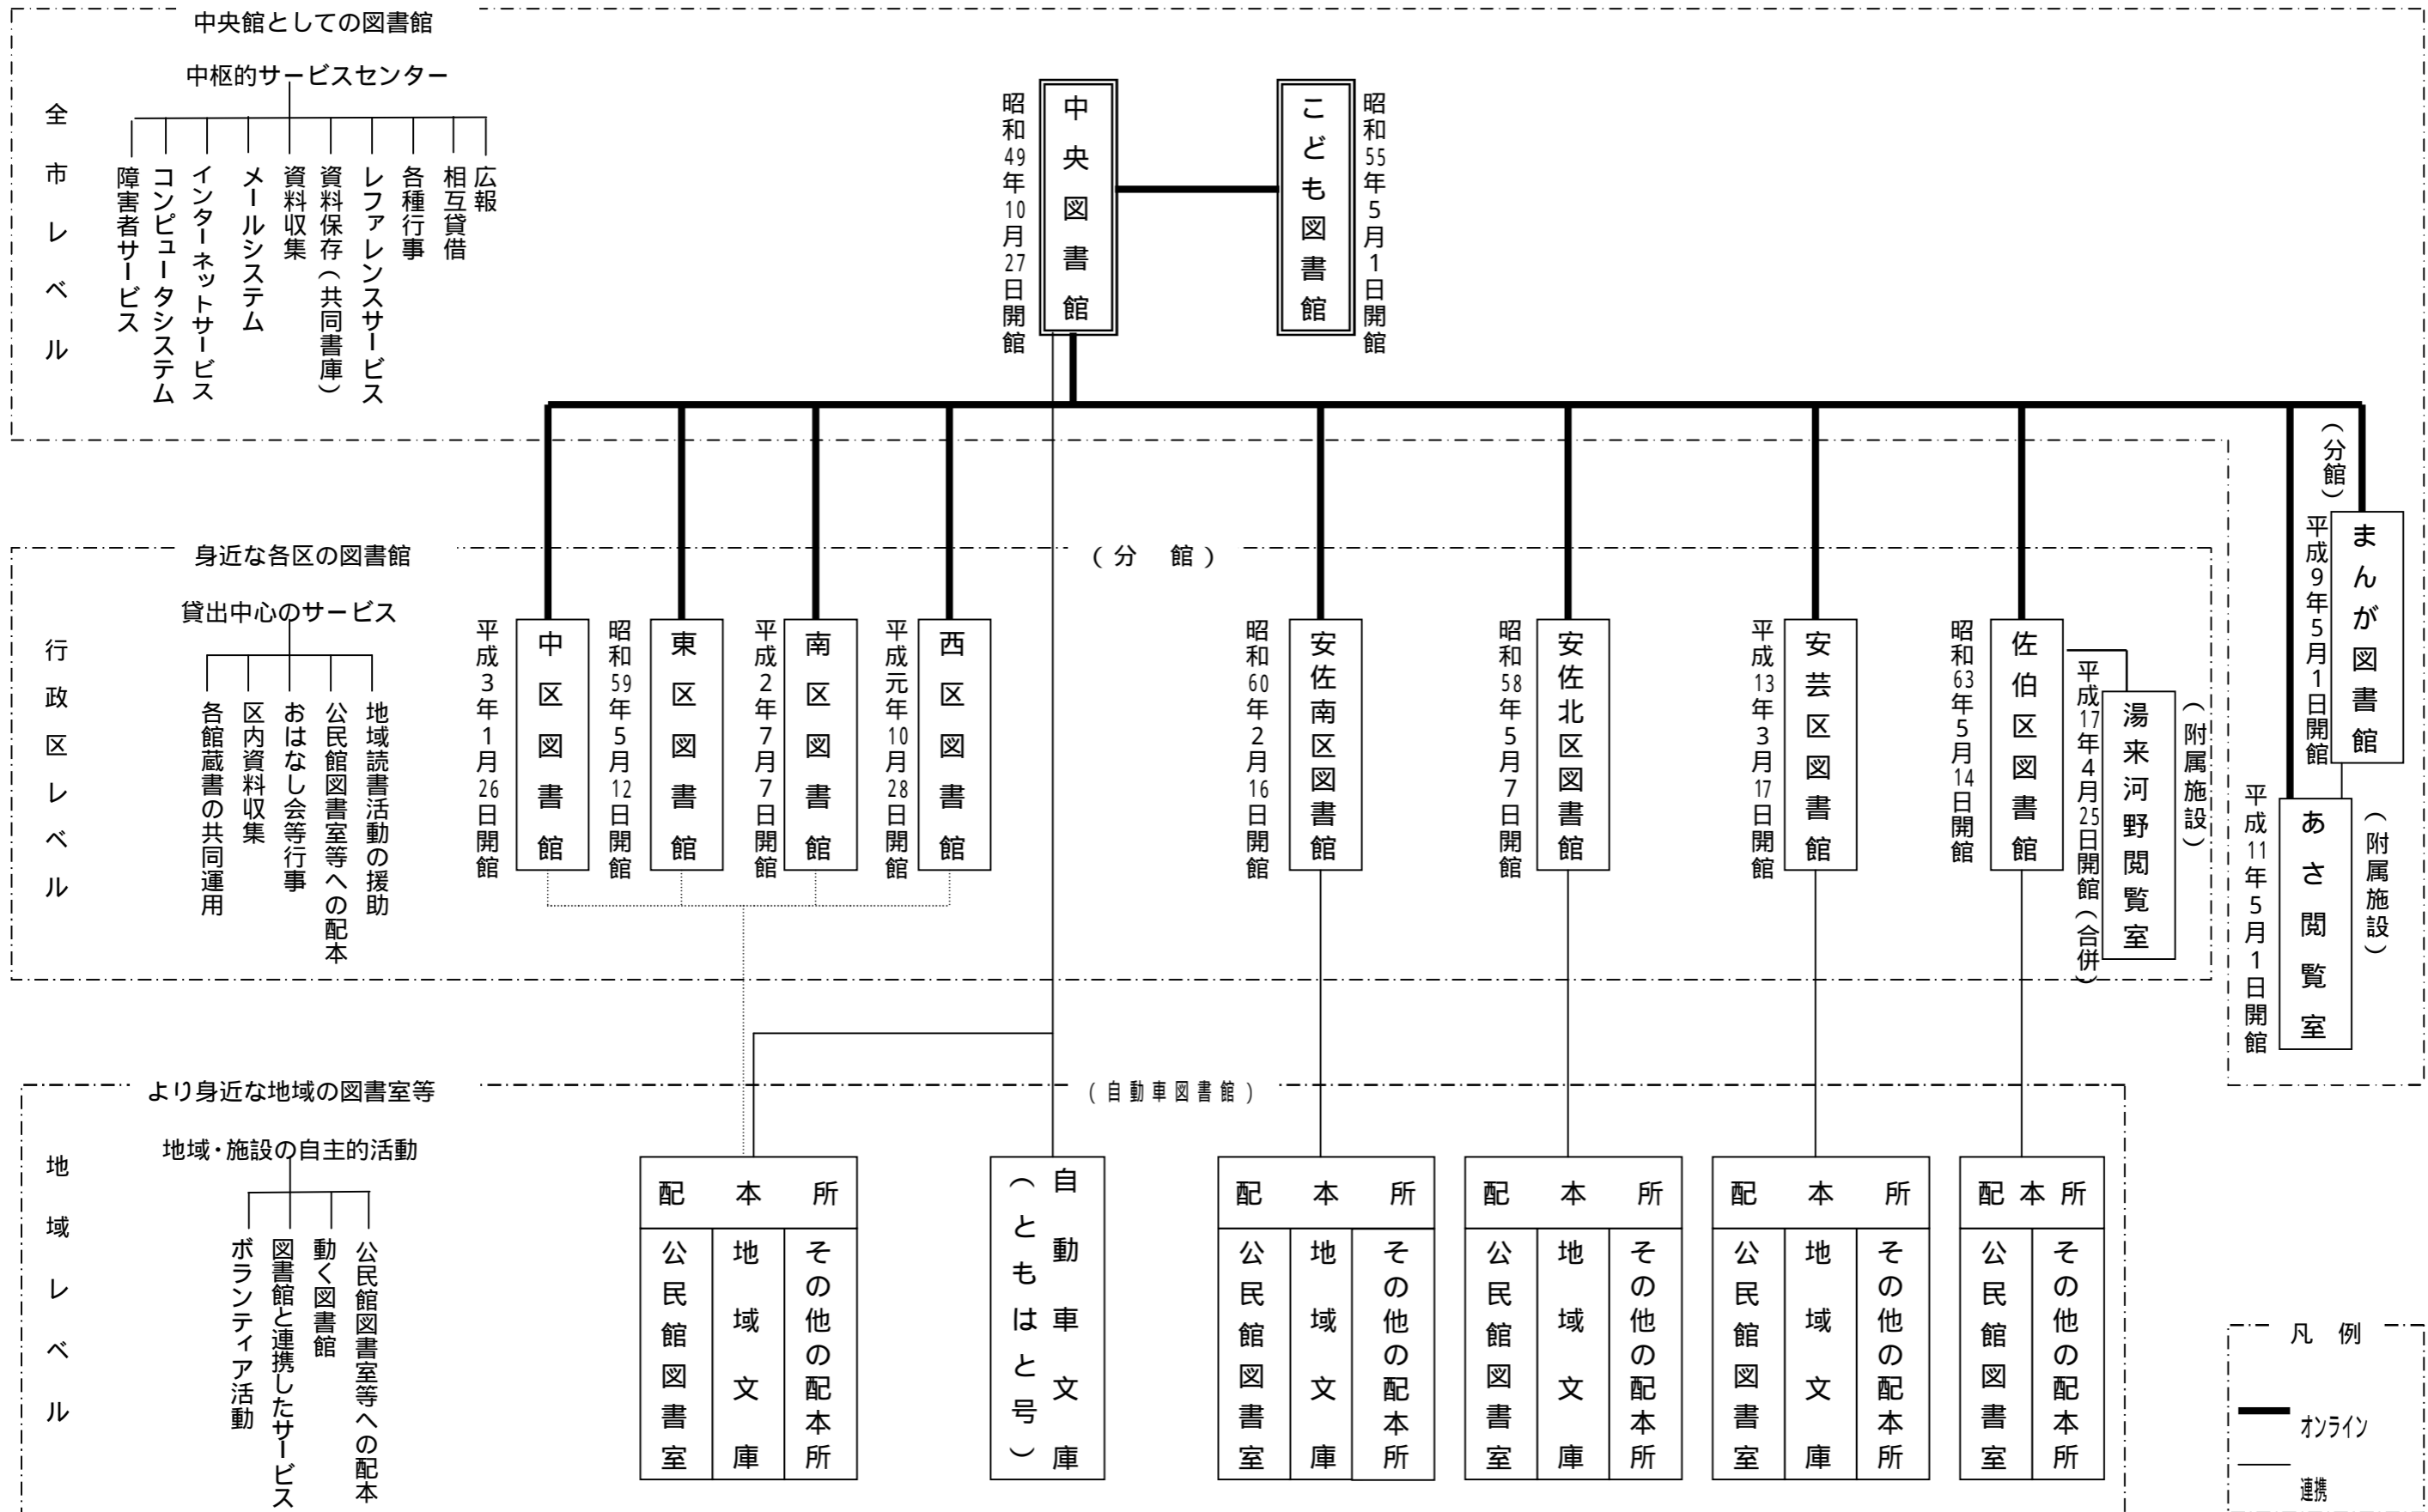 中央館としての図書館
中枢的サービスセンター
全市レベル
障害者サービス
コンピュータシステム
インターネットサービス
メールシステム
資料収集
資料保存(共同書庫)
レファレンスサービス
各種行事
相互貸借
広報
昭和49年10月27日開館
中央図書館
こども図書館
昭和55年5月1日開館
(分館)
平成9年5月1日開館
まんが図書館
平成11年5月1日開館
あさ閲覧室
(附属施設)
身近な各区の図書館
(分 館)
貸出中心のサービス
行政区レベル
各館蔵書の共同運用
区内資料収集
おはなし会等行事
公民館図書室等への配本
地域読書活動の援助
平成3年1月26日開館
中区図書館
昭和59年5月12日開館
東区図書館
平成2年7月7日開館
南区図書館
平成元年10月28日開館
西区図書館
昭和60年2月16日開館
安佐南区図書館
昭和58年5月7日開館
安佐北区図書館
平成13年3月17日開館
安芸区図書館
昭和63年5月14日開館
佐伯区図書館
平成17年4月25日開館(合併)
湯来河野閲覧室
(附属施設)
より身近な地域の図書室等
(自動車図書館)
地域・施設の自主的活動
地域レベル
ボランティア活動
図書館と連携したサービス
動く図書館
公民館図書室等への配本
配本所
公民館図書室
地域文庫
その他の配本所
自動車文庫
(ともはと号)
配本所
公民館図書室
地域文庫
その他の配本所
配本所
公民館図書室
地域文庫
その他の配本所
配本所
公民館図書室
地域文庫
その他の配本所
配本所
公民館図書室
その他の配本所
凡 例
オンライン
連携